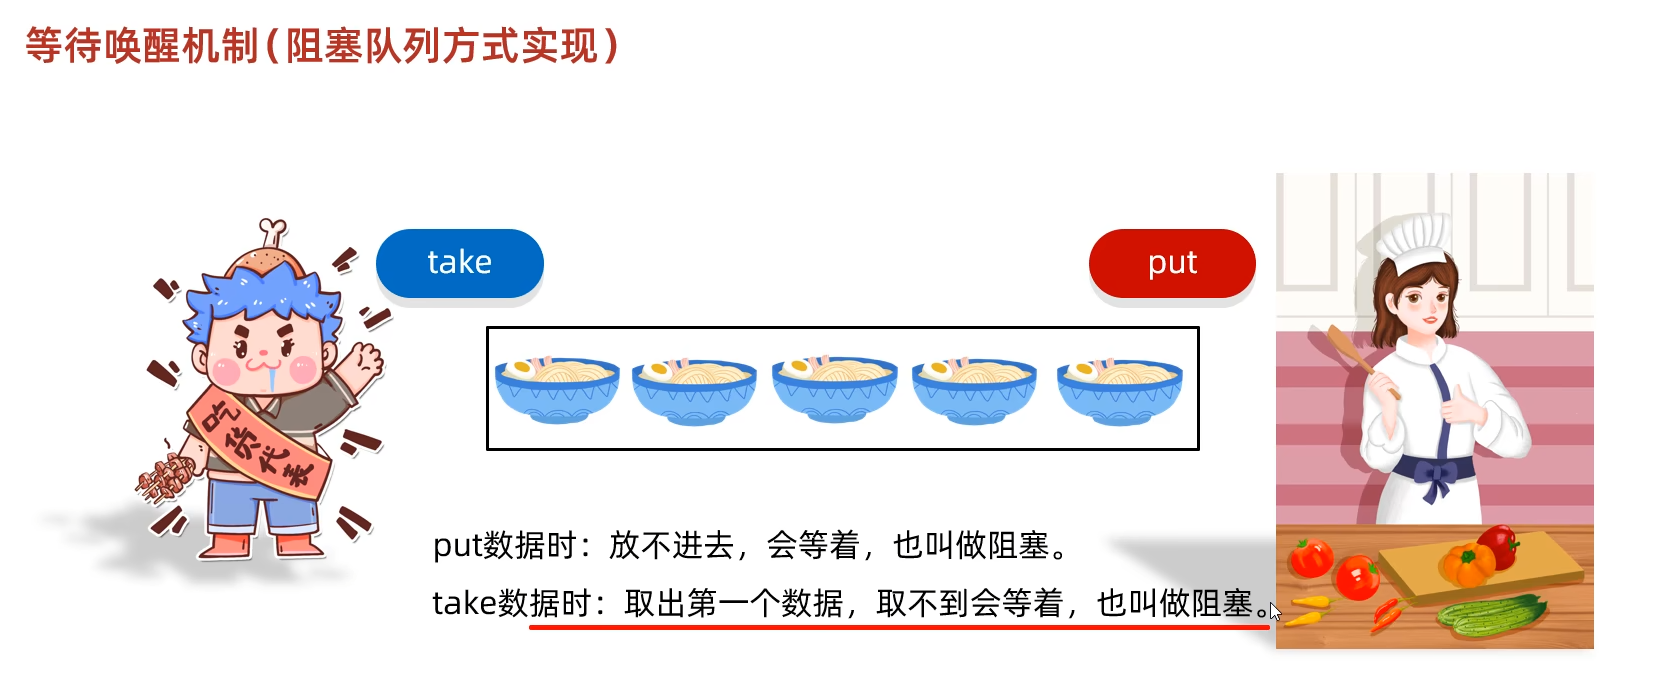 等待唤醒机制(阻塞队列方式实现)
take
put
吃货代表
put数据时：放不进去，会等着，也叫做阻塞。
take数据时：取出第一个数据，取不到会等着，也叫做阻塞。